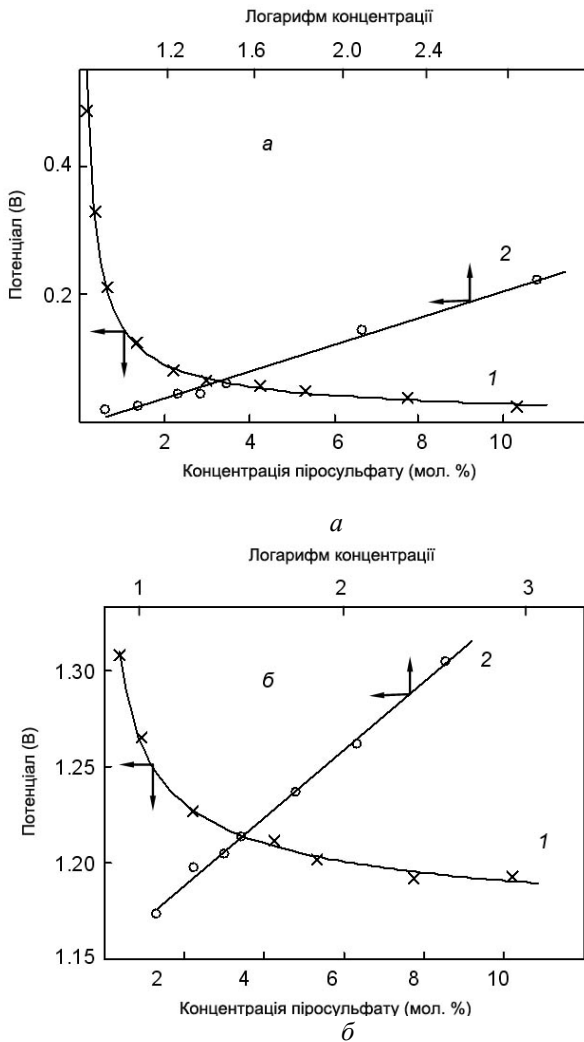 Логарифм концентрації
1.2 1.6 2.0 2.4
а
0.4
Потенціал (В)
2
0.2
1
2 4 6 8 10
Концентрація піросульфату (мол. %)
а
Логарифм концентрації
1 2 3
1.30
б
2
1.25
Потенціал (В)
1
1.20
1.15
2 4 6 8 10
Концентрація піросульфату (мол. %)
б